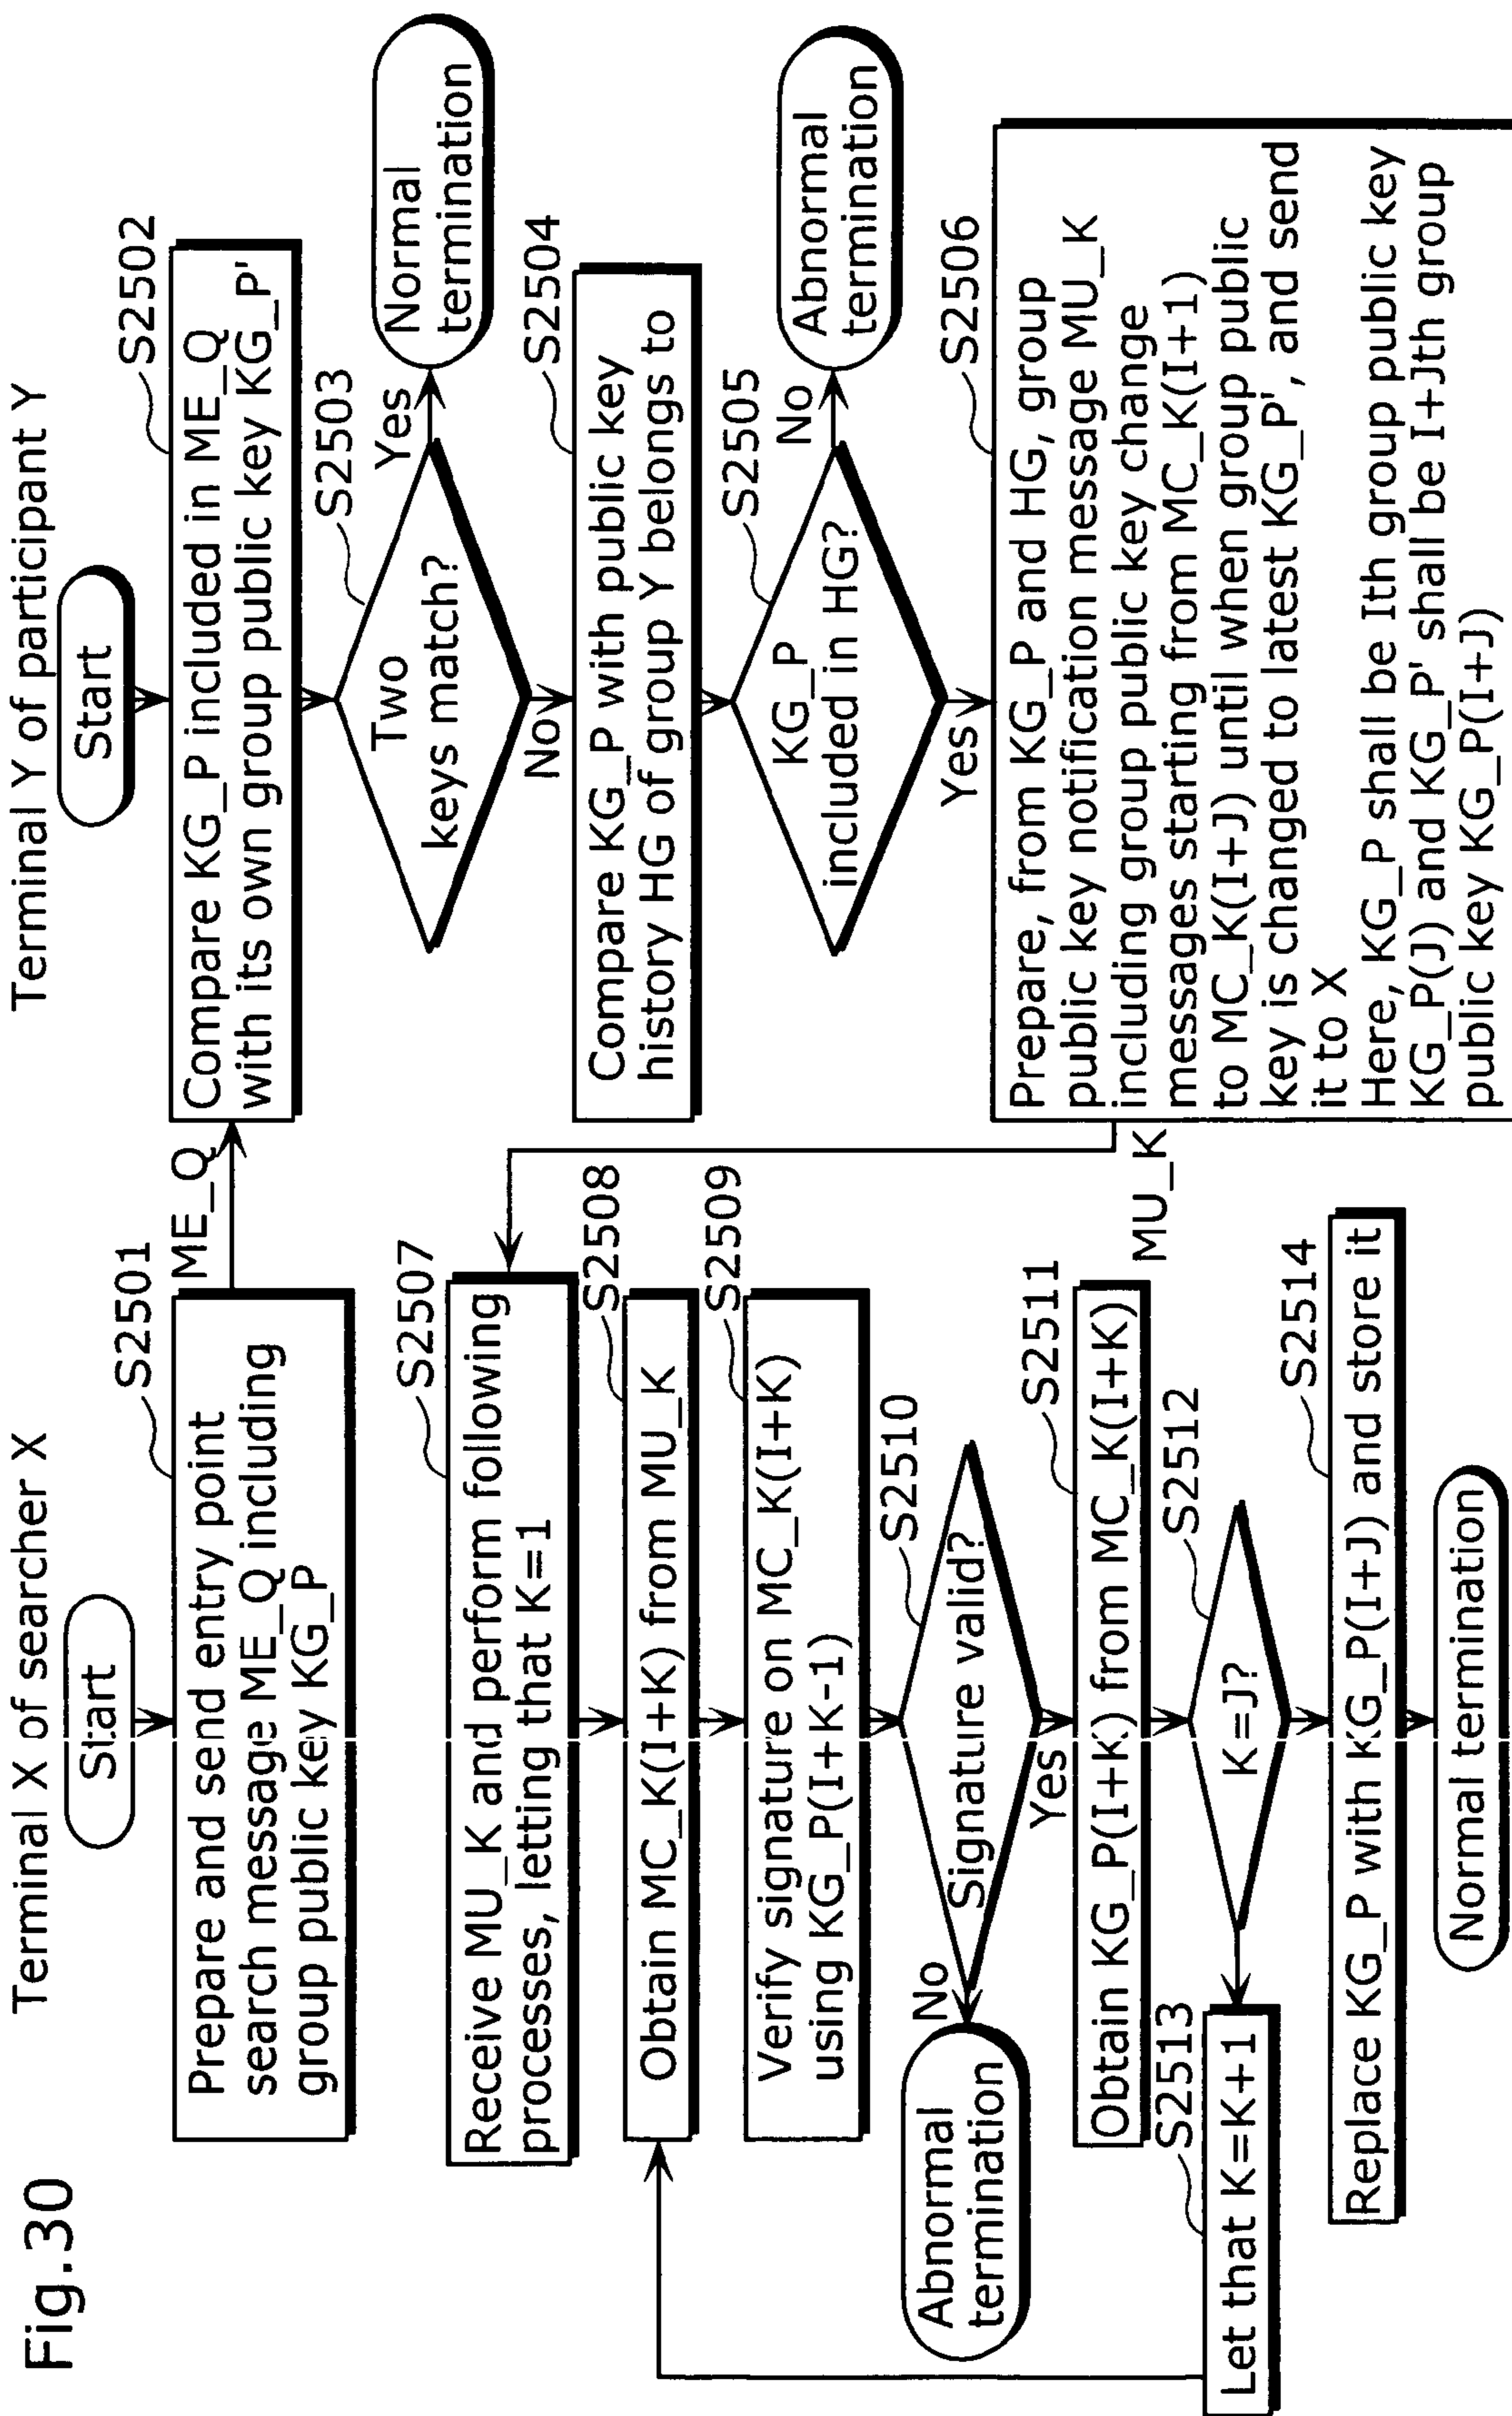 Fig.30
Terminal X of searcher X
Start
S2501
Prepare and send entry point
search message ME_Q including
group public key KG_P
ME_Q
S2507
Receive MU_K and perform following
processes, letting that K=1
S2508
Obtain MC_K(I+K) from MU_K
S2509
Verify signature on MC_K(I+K)
using KG_P(I+K-1)
S2510
Signature valid?
No
Abnormal
termination
Yes
S2511
Obtain KG_P(I+K) from MC_K(I+K)
S2512
K=J?
S2513
Let that K=K+1
S2514
Replace KG_P with KG_P(I+J) and store it
Normal termination
Terminal Y of participant Y
Start
S2502
Compare KG_P included in ME_Q
with its own group public key KG_P'
S2503
Two
keys match?
Yes
Normal
termination
No
S2504
Compare KG_P with public key
history HG of group Y belongs to
S2505
KG_P
included in HG?
No
Abnormal
termination
Yes
S2506
Prepare, from KG_P and HG, group
public key notification message MU_K
including group public key change
messages starting from MC_K(I+1)
to MC_K(I+J) until when group public
key is changed to latest KG_P', and send
it to X
Here, KG_P shall be Ith group public key
KG_P(J) and KG_P' shall be I+Jth group
public key KG_P(I+J)
MU_K